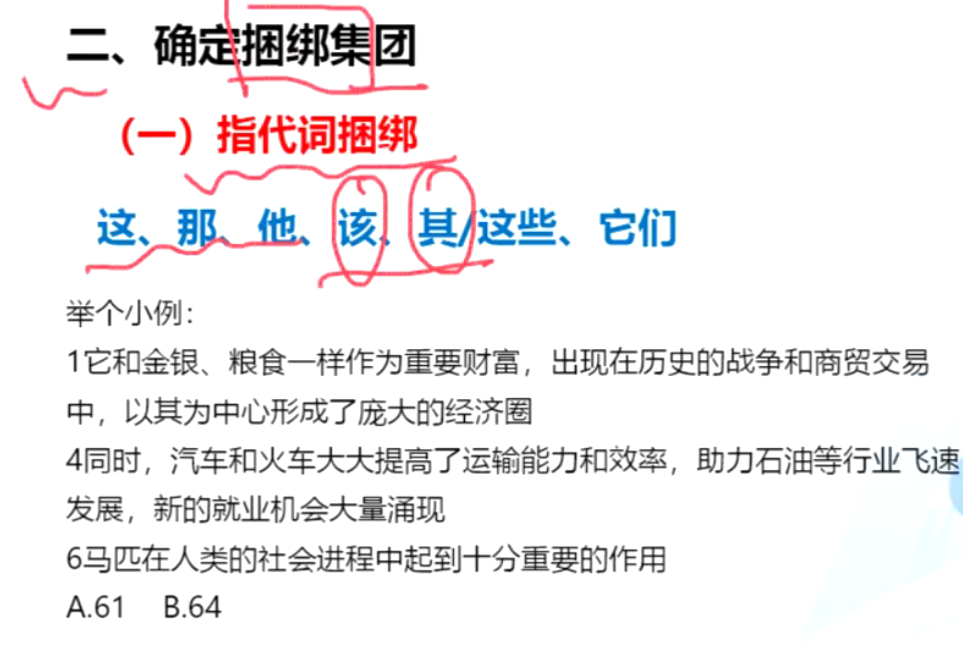 二、确定捆绑集团
（一）指代词捆绑
这、那、他、该、其/这些、它们
举个小例：
1它和金银、粮食一样作为重要财富，出现在历史的战争和商贸交易
中，以其为中心形成了庞大的经济圈
4同时，汽车和火车大大提高了运输能力和效率，助力石油等行业飞速
发展，新的就业机会大量涌现
6马匹在人类的社会进程中起到十分重要的作用
A.61 B.64